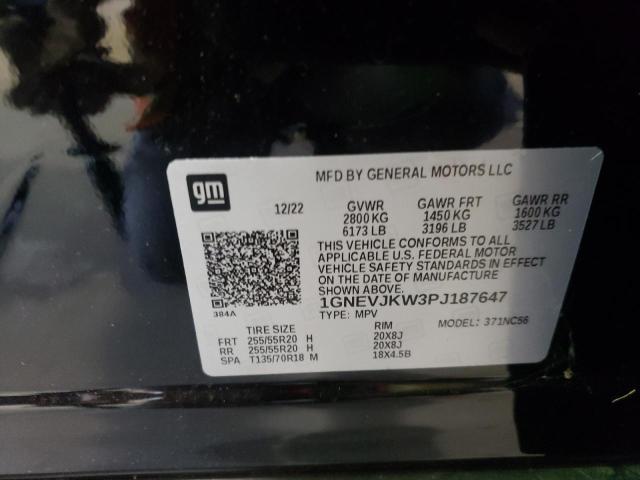 gm
MFD BY GENERAL MOTORS LLC
12/22 GVWR GAWR FRT GAWR RR
2800 KG 1450 KG 1600 KG
6173 LB 3196 LB 3527 LB
THIS VEHICLE CONFORMS TO ALL
APPLICABLE U.S. FEDERAL MOTOR
VEHICLE SAFETY STANDARDS IN EFFECT
ON THE DATE OF MANUFACTURE
SHOWN ABOVE.
1GNEVJKW3PJ187647
384A
TYPE: MPV MODEL: 371NC56
TIRE SIZE RIM
FRT 255/55R20 H 20X8J
RR 255/55R20 H 20X8J
SPA T135/70R18 M 18X4.5B